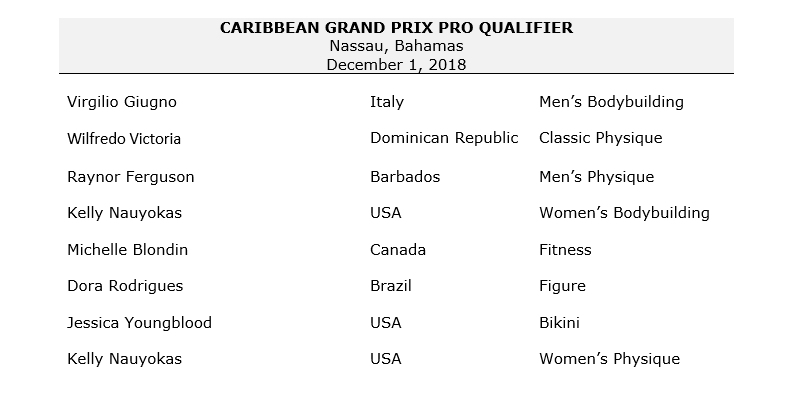 CARIBBEAN GRAND PRIX PRO QUALIFIER
Nassau, Bahamas
December 1, 2018
Virgilio Giugno Italy Men’s Bodybuilding
Wilfredo Victoria Dominican Republic Classic Physique
Raynor Ferguson Barbados Men’s Physique
Kelly Nauyokas USA Women’s Bodybuilding
Michelle Blondin Canada Fitness
Dora Rodrigues Brazil Figure
Jessica Youngblood USA Bikini
Kelly Nauyokas USA Women’s Physique